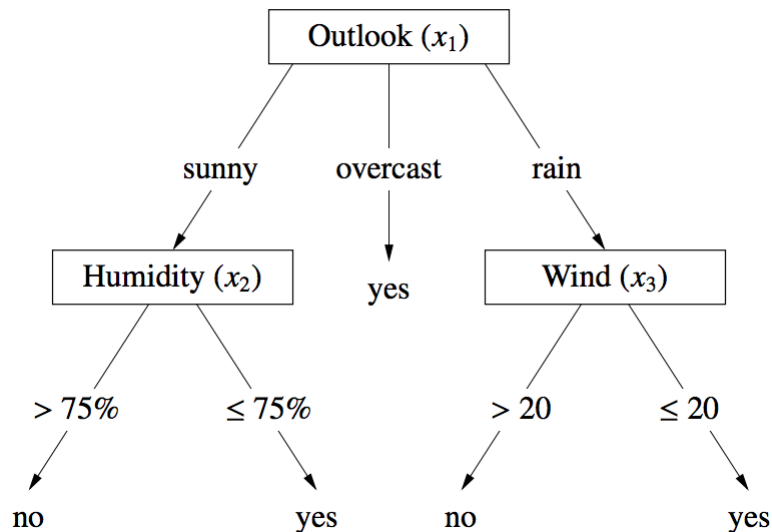 Outlook (x₁)
sunny overcast rain
Humidity (x₂) yes Wind (x₃)
> 75% ≤ 75% > 20 ≤ 20
no yes no yes